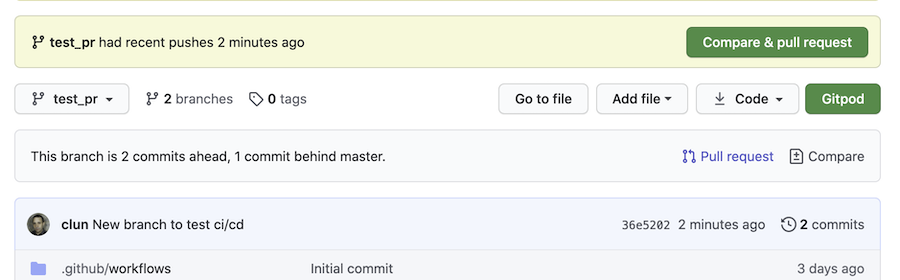 test_pr had recent pushes 2 minutes ago Compare & pull request
test_pr 2 branches 0 tags Go to file Add file Code Gitpod
This branch is 2 commits ahead, 1 commit behind master. Pull request Compare
clun New branch to test ci/cd 36e5202 2 minutes ago 2 commits
.github/workflows Initial commit 3 days ago